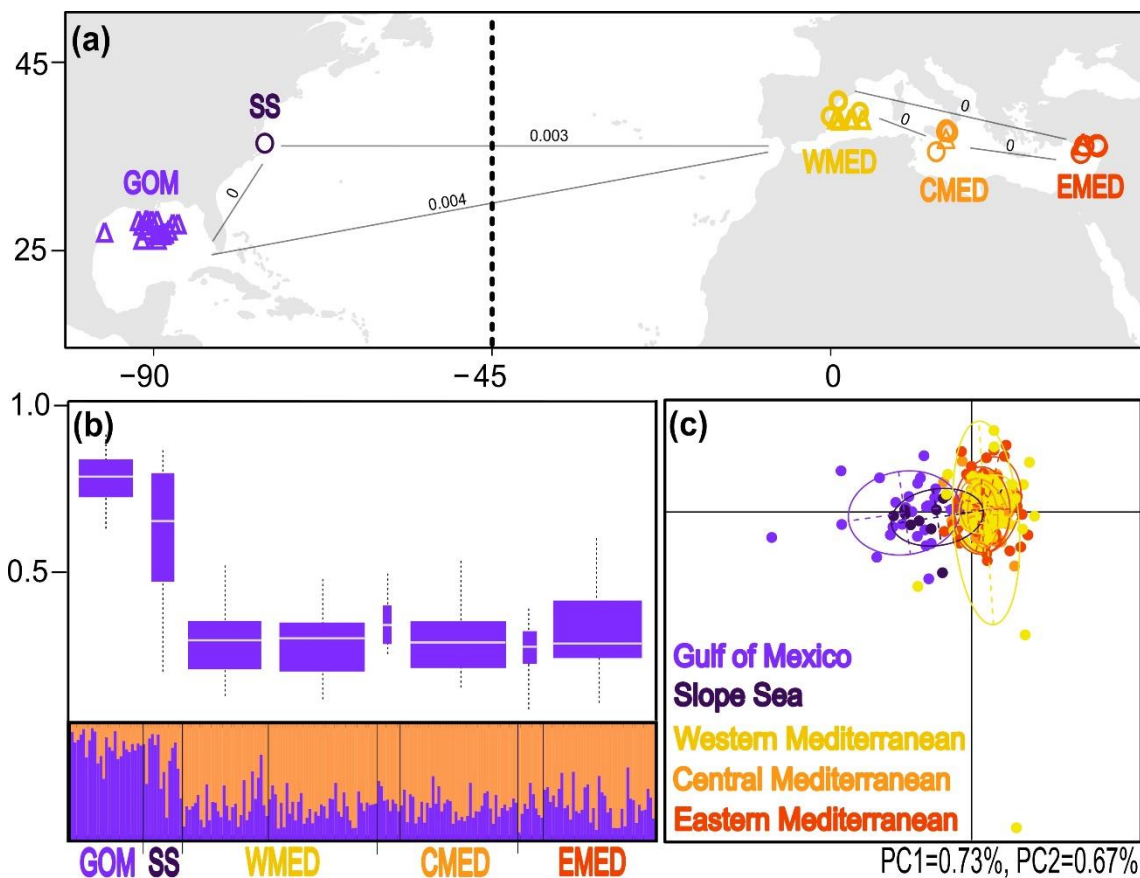 (a)
45
25
SS
GOM
0.003
0.004
0
0
0
0
WMED
CMED
EMED
−90
−45
0
(b)
1.0
0.5
GOM
SS
WMED
CMED
EMED
(c)
Gulf of Mexico
Slope Sea
Western Mediterranean
Central Mediterranean
Eastern Mediterranean
PC1=0.73%, PC2=0.67%